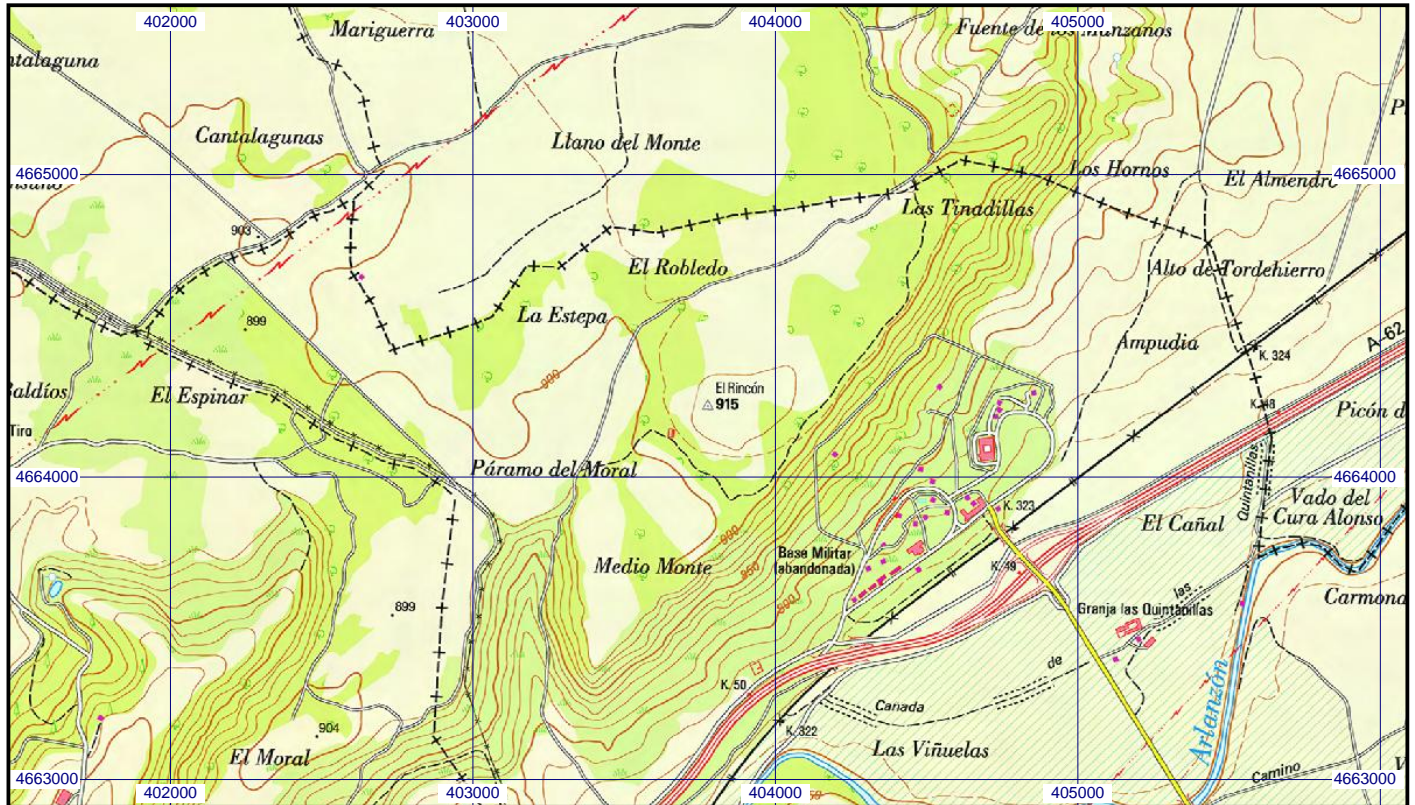 402000
403000
404000
405000
Mariguerra
Fuente de los Manzanos
Cantalagunas
Llano del Monte
4665000
4665000
Los Hornos
El Almendro
Las Tinadillas
903
El Robledo
Alto de Tordehierro
La Estepa
899
Ampudia
K. 324
A-62
El Rincón
915
Baldíos
El Espinar
900
K. 48
Picón d
Tiro
Páramo del Moral
4664000
4664000
Quintanillas
Vado del
Cura Alonso
K. 323
El Cañal
900
Base Militar
(abandonada)
Medio Monte
850
K. 49
800
las
Carmona
899
Granja las Quintanillas
de
K. 50
Cañada
904
K. 322
Arlanzón
El Moral
Las Viñuelas
Camino
4663000
4663000
402000
403000
404000
405000